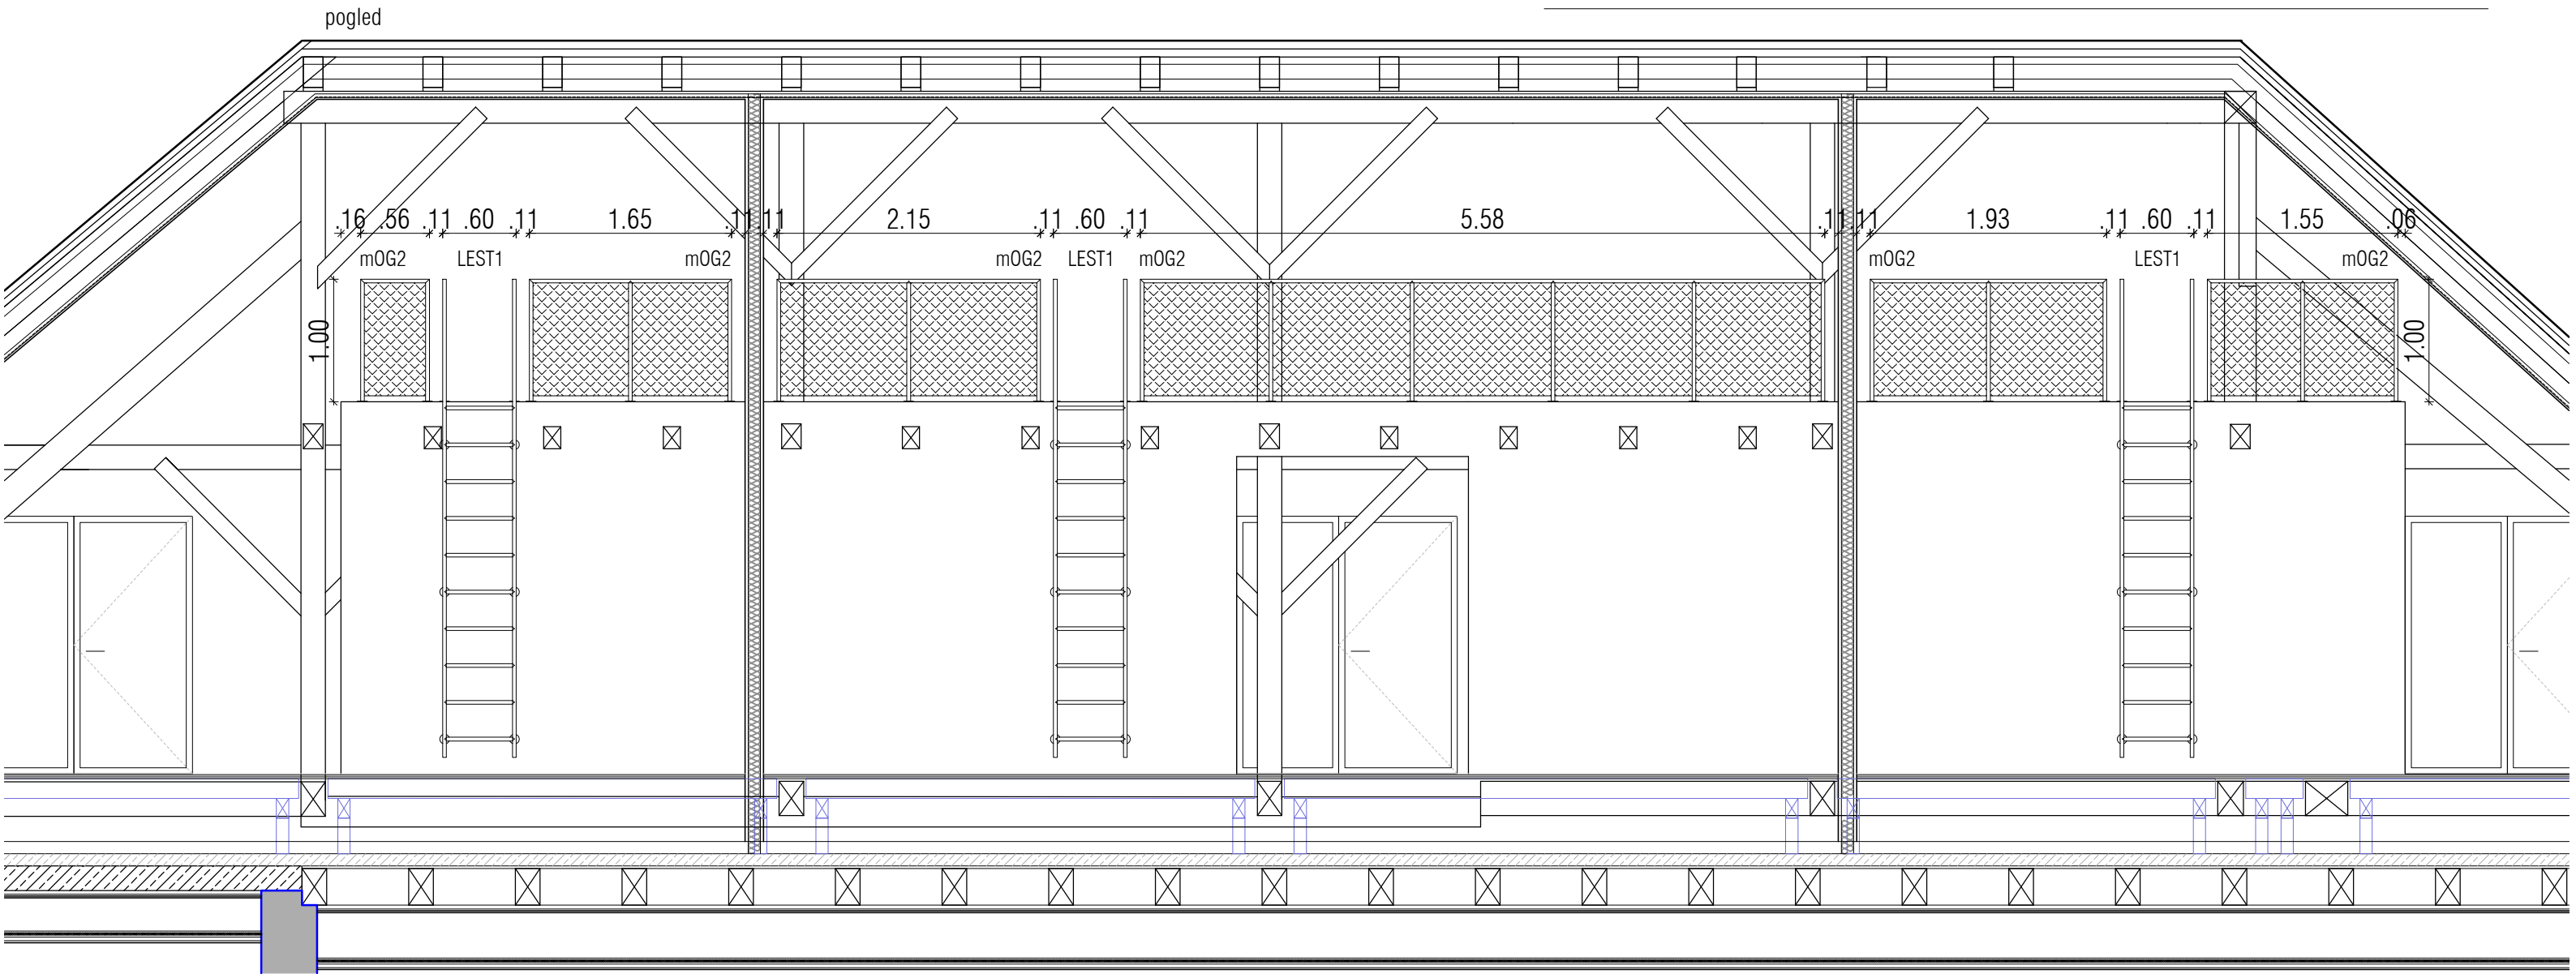 pogled
.16 .56 .11 .60 .11 1.65 .11 .11 2.15 .11 .60 .11 5.58 .11 .11 1.93 .11 .60 .11 1.55 .06
mOG2 LEST1 mOG2 mOG2 LEST1 mOG2 mOG2 LEST1 mOG2
1.00 1.00